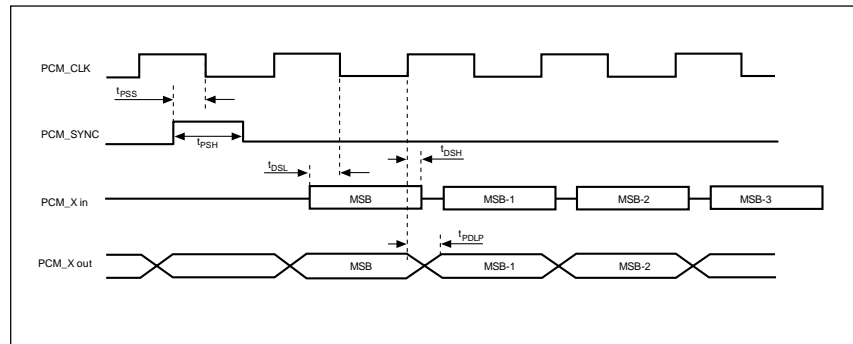 PCM_CLK
tPSS
PCM_SYNC
tPSH
tDSL
tDSH
PCM_X in
MSB
MSB-1
MSB-2
MSB-3
tPDLP
PCM_X out
MSB
MSB-1
MSB-2